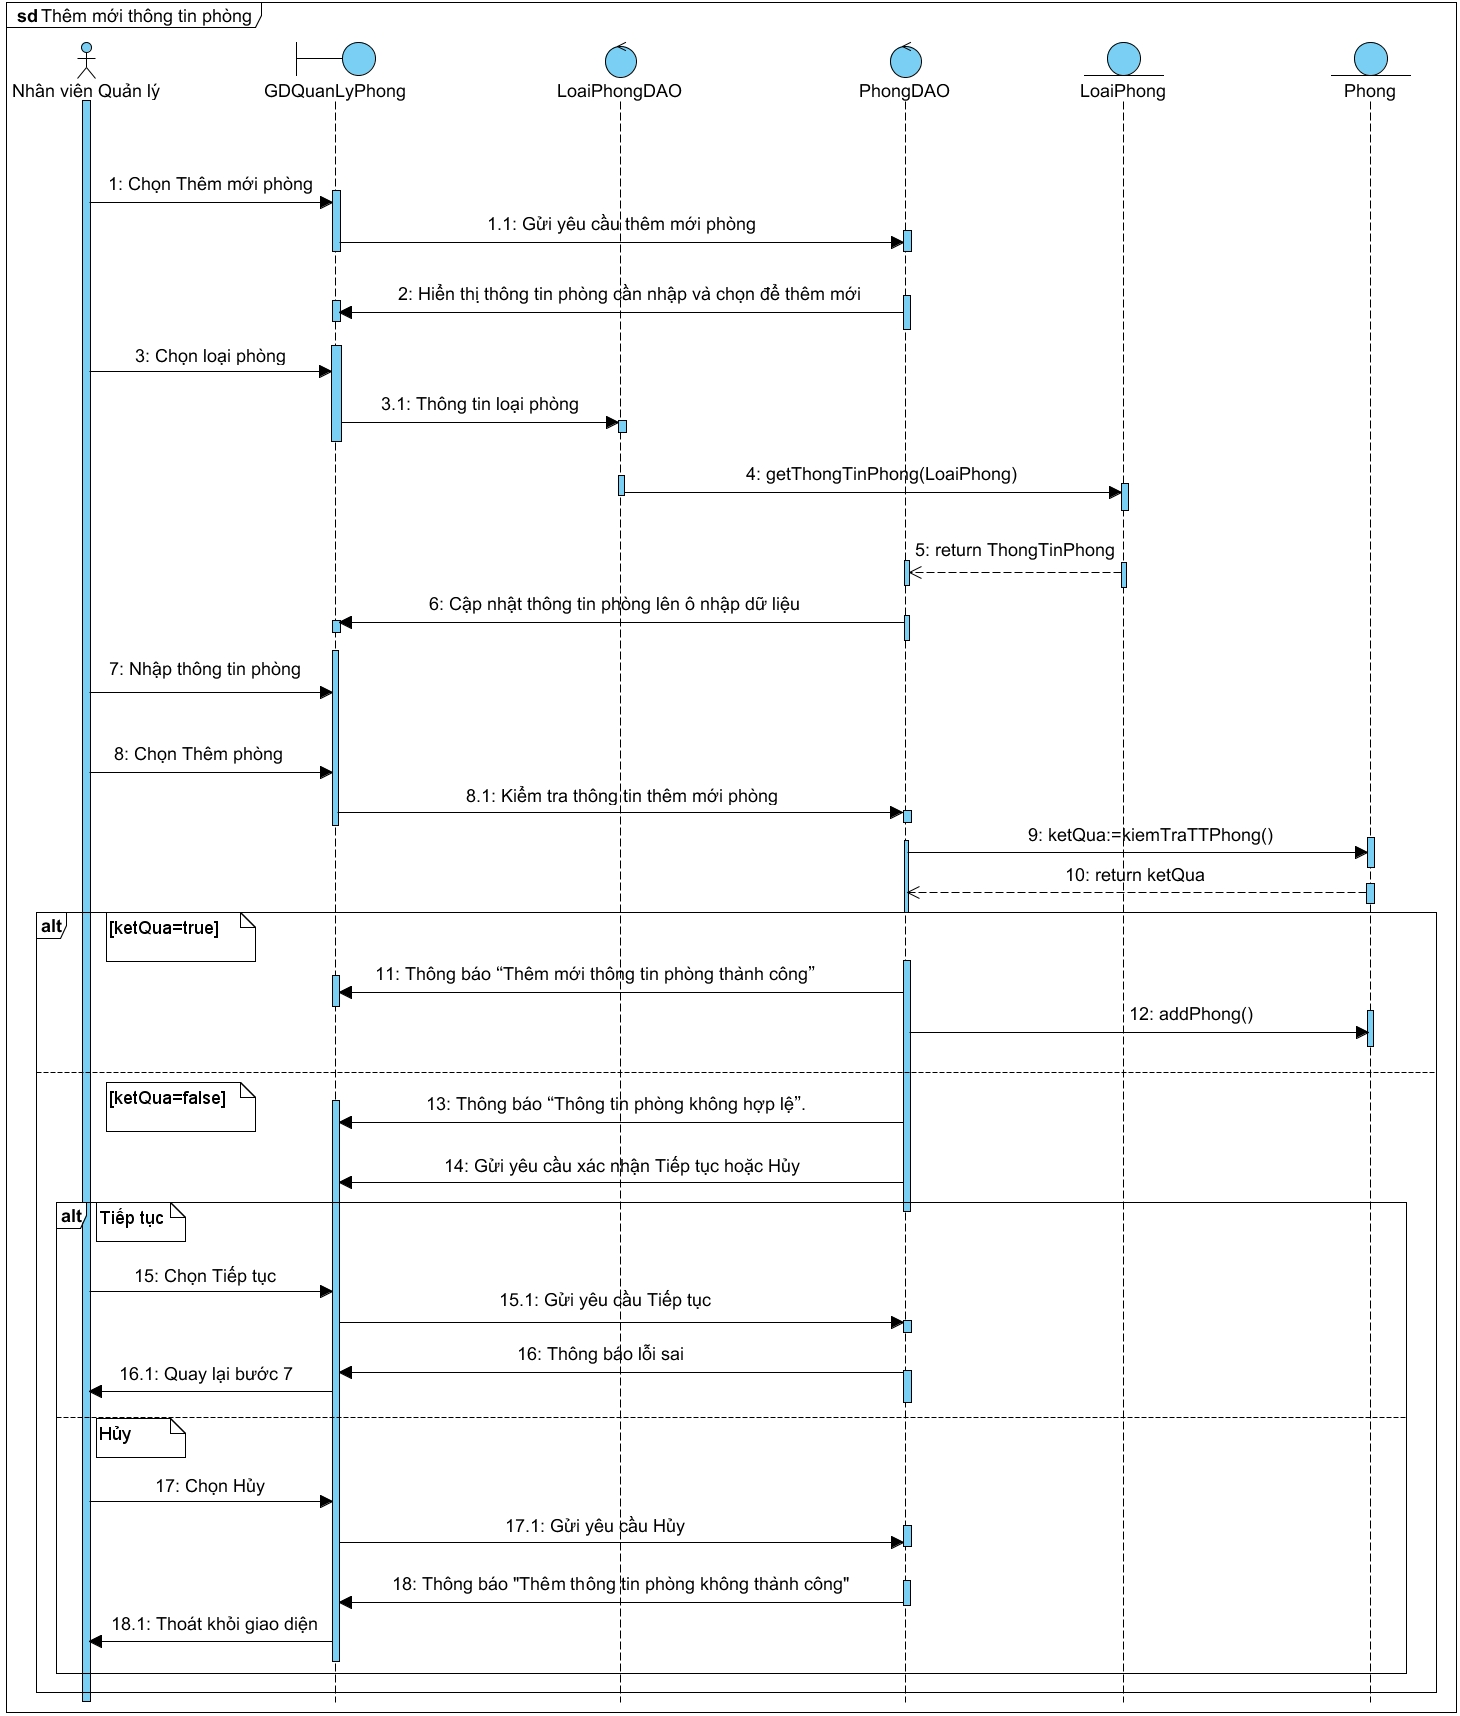 sd Thêm mới thông tin phòng
Nhân viên Quản lý
GDQuanLyPhong
LoaiPhongDAO
PhongDAO
LoaiPhong
Phong
1: Chọn Thêm mới phòng
1.1: Gửi yêu cầu thêm mới phòng
2: Hiển thị thông tin phòng cần nhập và chọn để thêm mới
3: Chọn loại phòng
3.1: Thông tin loại phòng
4: getThongTinPhong(LoaiPhong)
5: return ThongTinPhong
6: Cập nhật thông tin phòng lên ô nhập dữ liệu
7: Nhập thông tin phòng
8: Chọn Thêm phòng
8.1: Kiểm tra thông tin thêm mới phòng
9: ketQua:=kiemTraTTPhong()
10: return ketQua
alt
[ketQua=true]
11: Thông báo “Thêm mới thông tin phòng thành công”
12: addPhong()
[ketQua=false]
13: Thông báo “Thông tin phòng không hợp lệ”.
14: Gửi yêu cầu xác nhận Tiếp tục hoặc Hủy
alt
Tiếp tục
15: Chọn Tiếp tục
15.1: Gửi yêu cầu Tiếp tục
16: Thông báo lỗi sai
16.1: Quay lại bước 7
Hủy
17: Chọn Hủy
17.1: Gửi yêu cầu Hủy
18: Thông báo "Thêm thông tin phòng không thành công"
18.1: Thoát khỏi giao diện